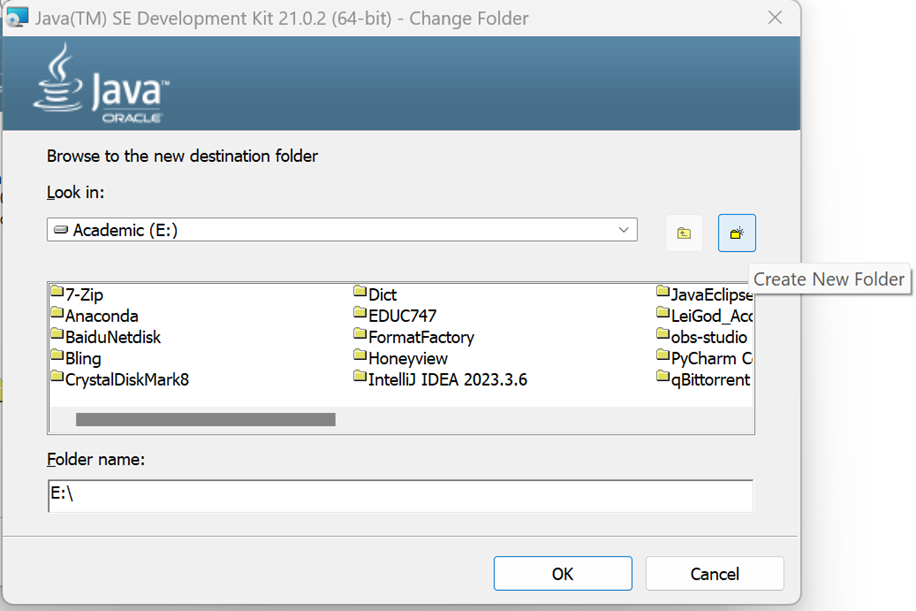 Java(TM) SE Development Kit 21.0.2 (64-bit) - Change Folder
Java™
ORACLE
Browse to the new destination folder
Look in:
Academic (E:)
Create New Folder
7-Zip
Dict
JavaEclipse
Anaconda
EDUC747
LeiGod_Acc
BaiduNetdisk
FormatFactory
obs-studio
Bling
Honeyview
PyCharm C
CrystalDiskMark8
IntelliJ IDEA 2023.3.6
qBittorrent
Folder name:
E:\
OK
Cancel